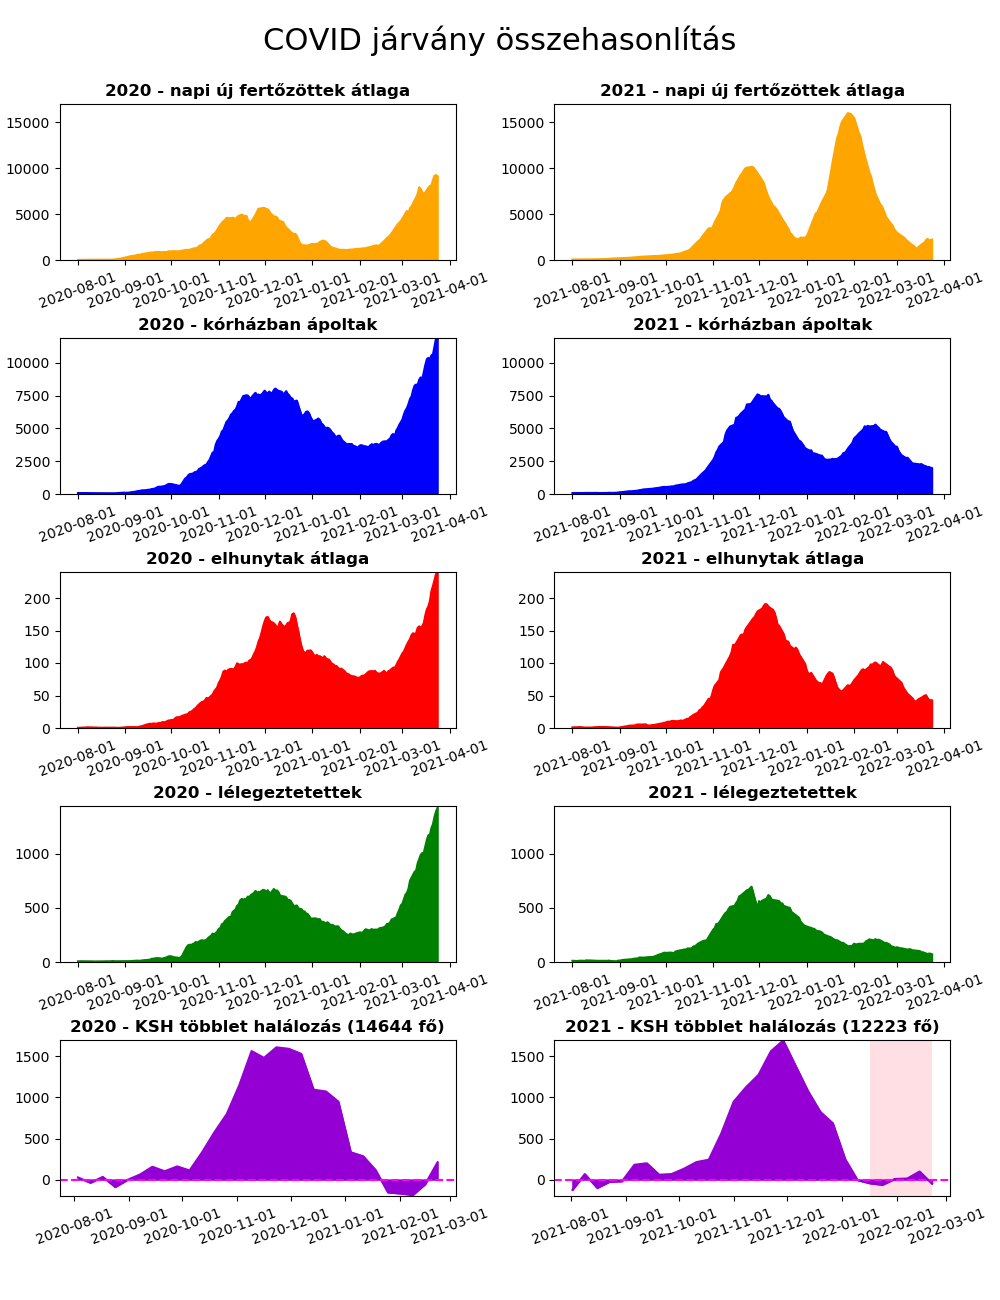 COVID járvány összehasonlítás
2020 - napi új fertőzöttek átlaga
15000
10000
5000
0
2020-08-01 2020-09-01 2020-10-01 2020-11-01 2020-12-01 2021-01-01 2021-02-01 2021-03-01 2021-04-01
2021 - napi új fertőzöttek átlaga
15000
10000
5000
0
2021-08-01 2021-09-01 2021-10-01 2021-11-01 2021-12-01 2022-01-01 2022-02-01 2022-03-01 2022-04-01
2020 - kórházban ápoltak
10000
7500
5000
2500
0
2020-08-01 2020-09-01 2020-10-01 2020-11-01 2020-12-01 2021-01-01 2021-02-01 2021-03-01 2021-04-01
2021 - kórházban ápoltak
10000
7500
5000
2500
0
2021-08-01 2021-09-01 2021-10-01 2021-11-01 2021-12-01 2022-01-01 2022-02-01 2022-03-01 2022-04-01
2020 - elhunytak átlaga
200
150
100
50
0
2020-08-01 2020-09-01 2020-10-01 2020-11-01 2020-12-01 2021-01-01 2021-02-01 2021-03-01 2021-04-01
2021 - elhunytak átlaga
200
150
100
50
0
2021-08-01 2021-09-01 2021-10-01 2021-11-01 2021-12-01 2022-01-01 2022-02-01 2022-03-01 2022-04-01
2020 - lélegeztetettek
1000
500
0
2020-08-01 2020-09-01 2020-10-01 2020-11-01 2020-12-01 2021-01-01 2021-02-01 2021-03-01 2021-04-01
2021 - lélegeztetettek
1000
500
0
2021-08-01 2021-09-01 2021-10-01 2021-11-01 2021-12-01 2022-01-01 2022-02-01 2022-03-01 2022-04-01
2020 - KSH többlet halálozás (14644 fő)
1500
1000
500
0
2020-08-01 2020-09-01 2020-10-01 2020-11-01 2020-12-01 2021-01-01 2021-02-01 2021-03-01
2021 - KSH többlet halálozás (12223 fő)
1500
1000
500
0
2021-08-01 2021-09-01 2021-10-01 2021-11-01 2021-12-01 2022-01-01 2022-02-01 2022-03-01